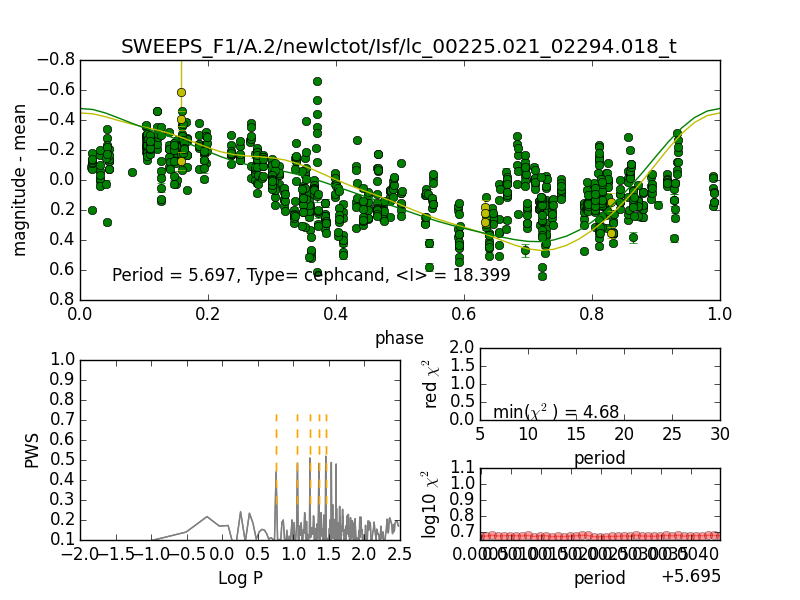 SWEEPS_F1/A.2/newlctot/Isf/lc_00225.021_02294.018_t
−0.8
−0.6
−0.4
−0.2
0.0
0.2
0.4
0.6
0.8
magnitude - mean
Period = 5.697, Type= cephcand, <I> = 18.399
0.0 0.2 0.4 0.6 0.8 1.0
phase
1.0
0.9
0.8
0.7
0.6
0.5
0.4
0.3
0.2
0.1
PWS
−2.0 −1.5 −1.0 −0.5 0.0 0.5 1.0 1.5 2.0 2.5
Log P
2.0
1.5
1.0
0.5
0.0
red χ²
min(χ²) = 4.68
5 10 15 20 25 30
period
1.1
1.0
0.9
0.8
0.7
log10 χ²
period
+5.695